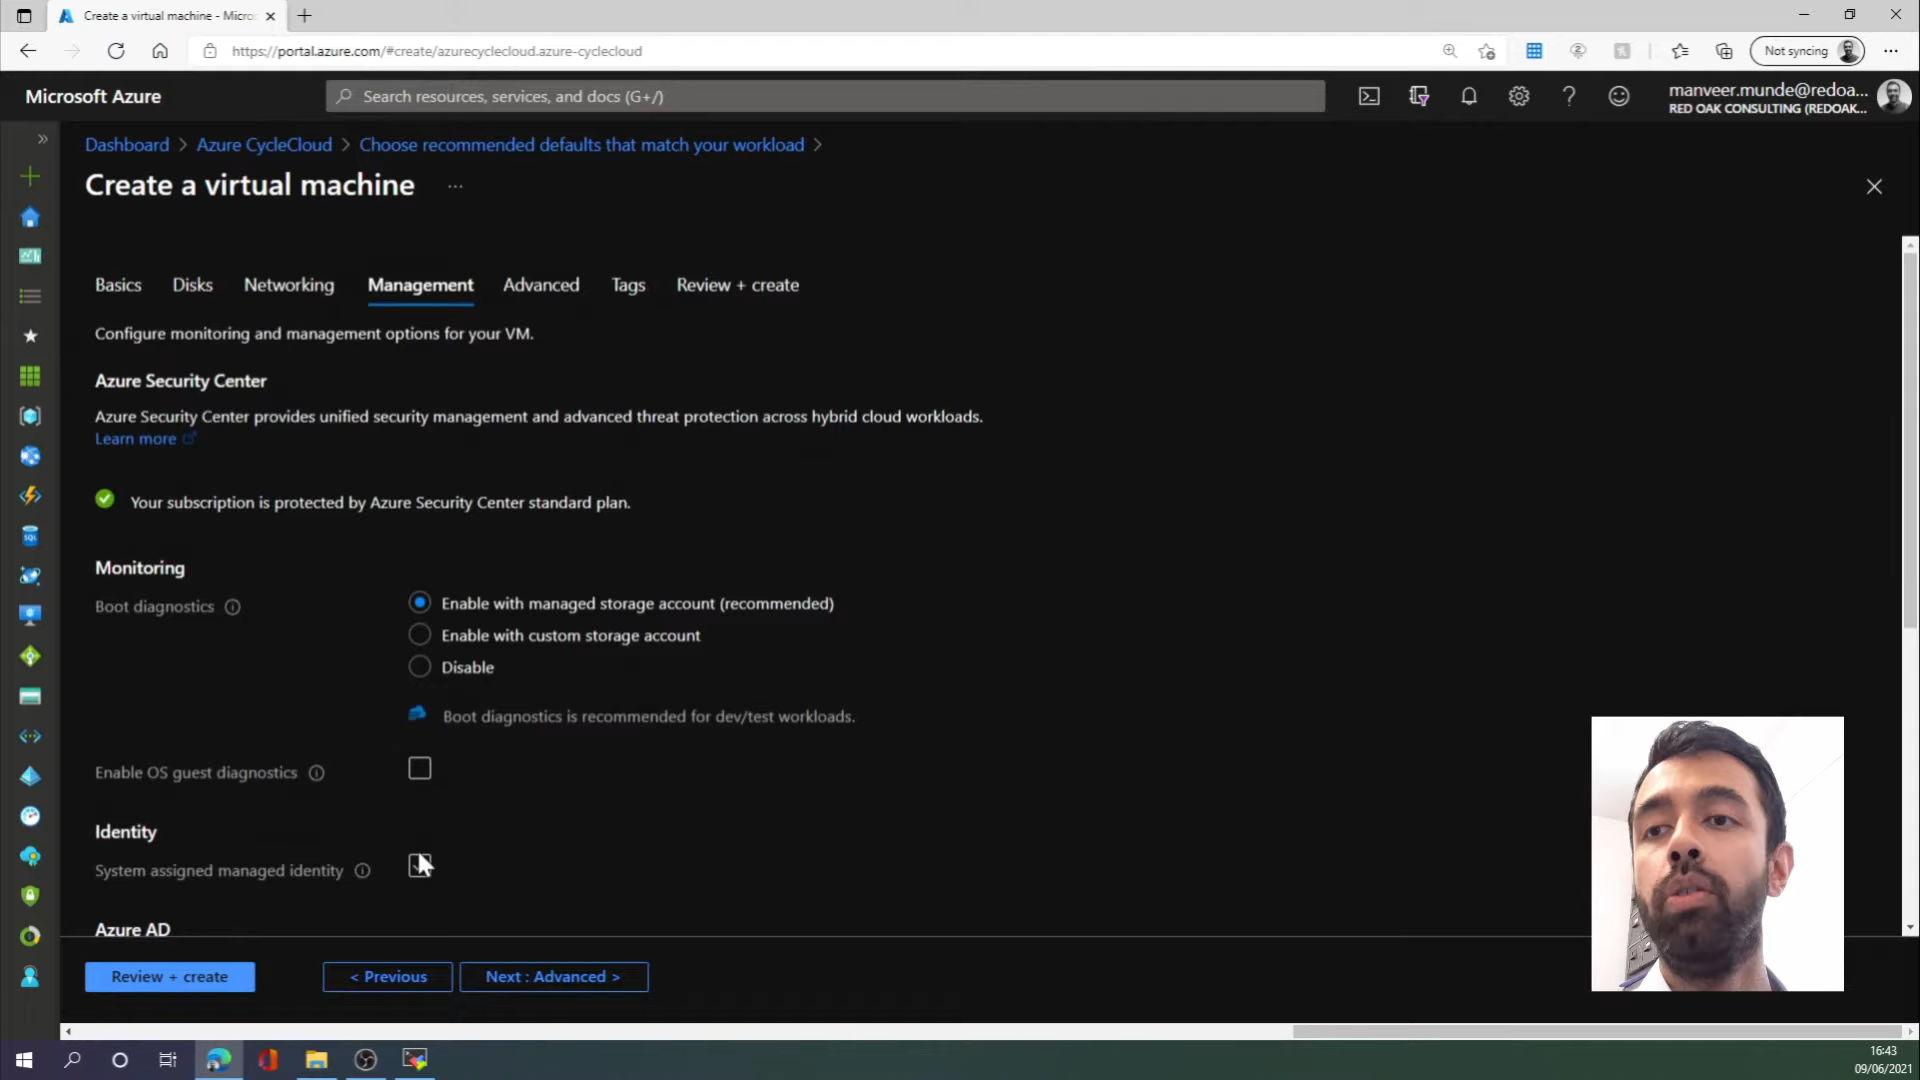 Create a virtual machine - Micro
https://portal.azure.com/#create/azurecyclecloud.azure-cyclecloud
Not syncing
Microsoft Azure
Search resources, services, and docs (G+/)
manveer.munde@redoa...
RED OAK CONSULTING (REDOAK...
Dashboard > Azure CycleCloud > Choose recommended defaults that match your workload >
Create a virtual machine ...
Basics Disks Networking Management Advanced Tags Review + create
Configure monitoring and management options for your VM.
Azure Security Center
Azure Security Center provides unified security management and advanced threat protection across hybrid cloud workloads.
Learn more
Your subscription is protected by Azure Security Center standard plan.
Monitoring
Boot diagnostics
Enable with managed storage account (recommended)
Enable with custom storage account
Disable
Boot diagnostics is recommended for dev/test workloads.
Enable OS guest diagnostics
Identity
System assigned managed identity
Azure AD
Review + create
< Previous
Next : Advanced >
16:43
09/06/2021